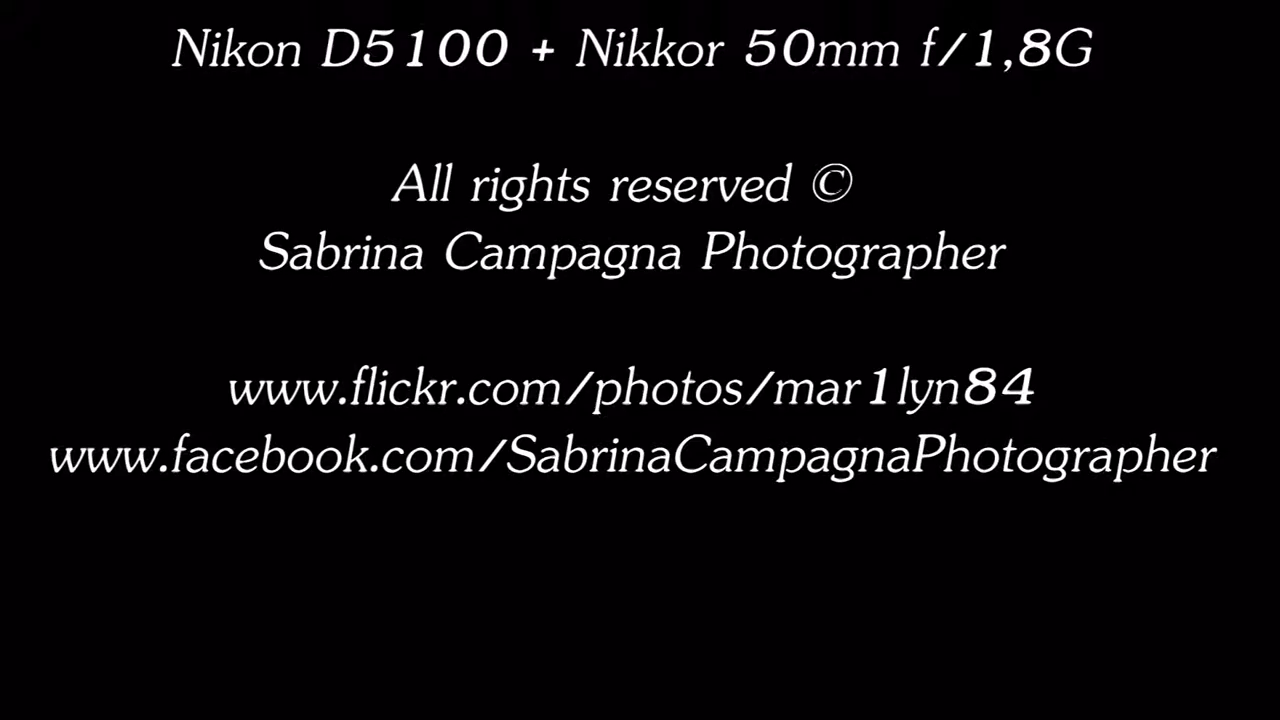 Nikon D5100 + Nikkor 50mm f/1,8G
All rights reserved ©
Sabrina Campagna Photographer
www.flickr.com/photos/mar1lyn84
www.facebook.com/SabrinaCampagnaPhotographer